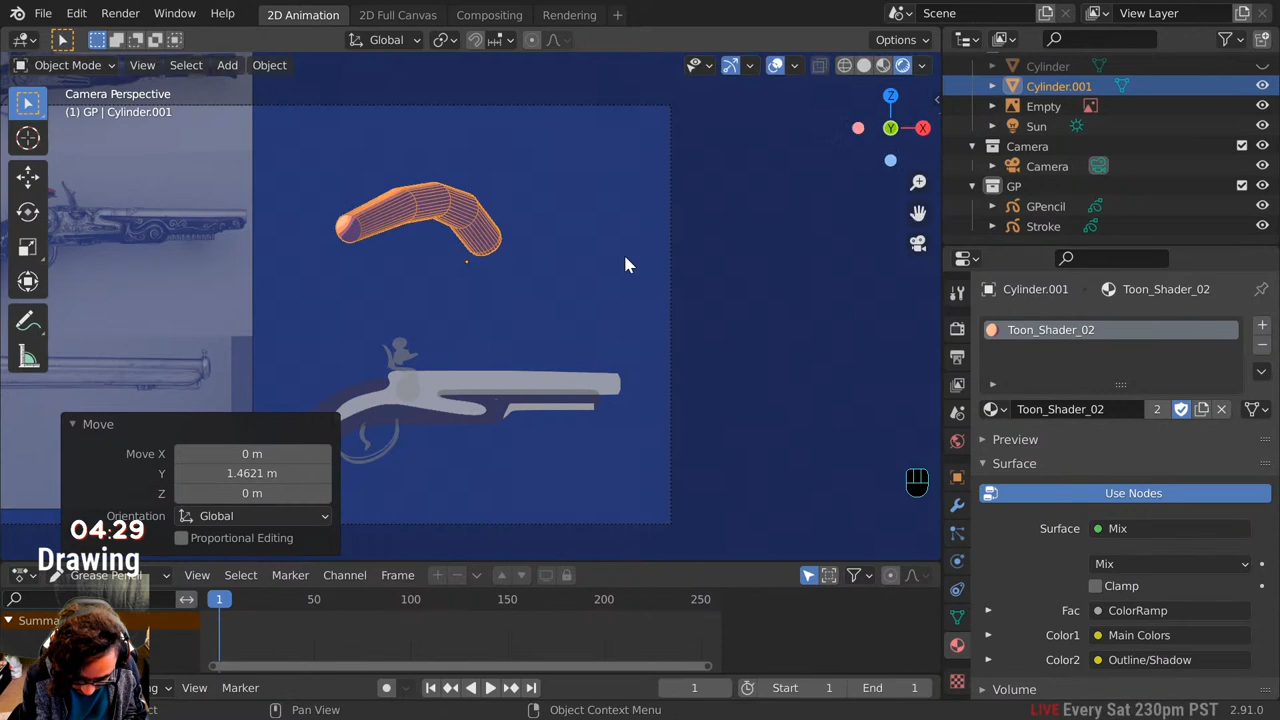 File Edit Render Window Help 2D Animation 2D Full Canvas Compositing Rendering + Scene View Layer
Global Options
Object Mode View Select Add Object
Camera Perspective
(1) GP | Cylinder.001
Z
Y
X
Cylinder
Cylinder.001
Empty
Sun
Camera
Camera
GP
GPencil
Stroke
Cylinder.001 Toon_Shader_02
Toon_Shader_02
Toon_Shader_02 2
Preview
Surface
Use Nodes
Surface Mix
Mix
Clamp
Fac ColorRamp
Color1 Main Colors
Color2 Outline/Shadow
Volume
Move
Move X 0 m
Y 1.4621 m
Z 0 m
Orientation Global
Proportional Editing
04:29
Drawing
Grease Pencil View Select Marker Channel Frame
1 50 100 150 200 250
Summa
View Marker 1 Start 1 End 1
Pan View Object Context Menu LIVE Every Sat 230pm PST 2.91.0